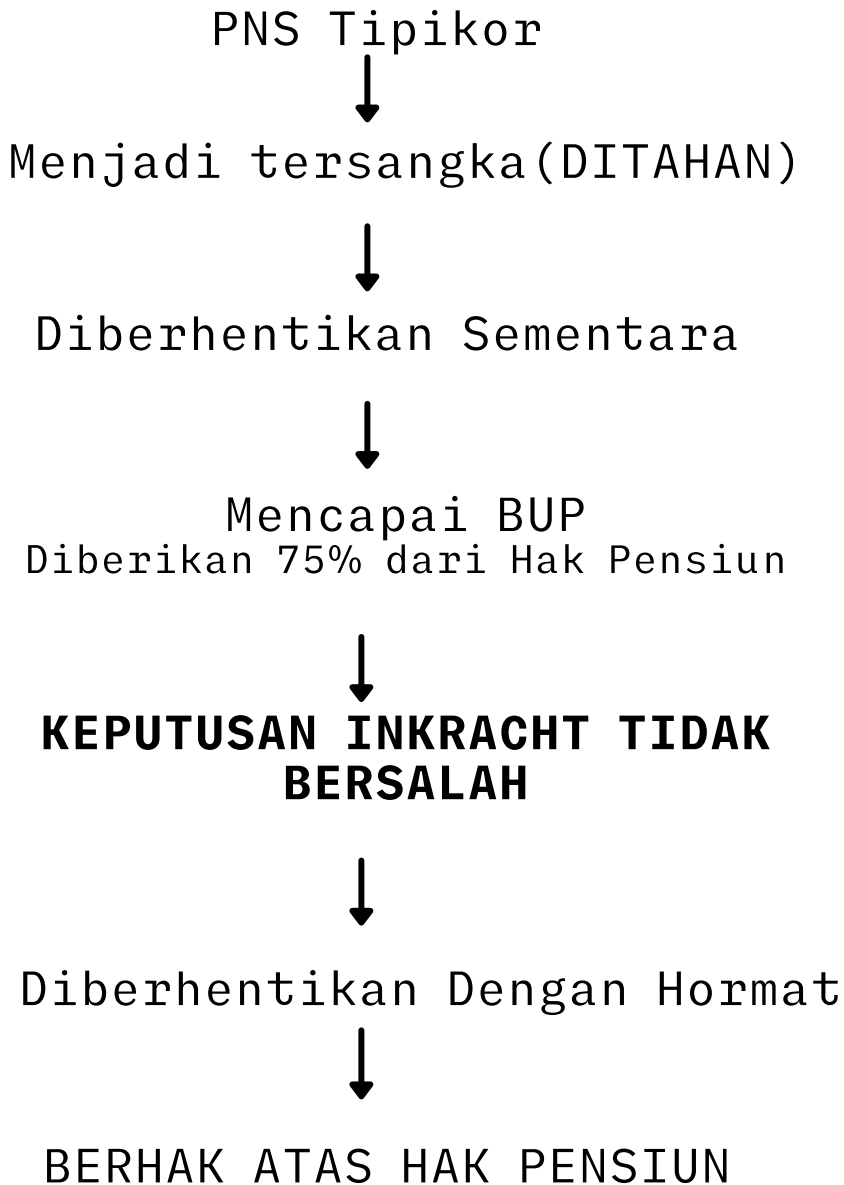 PNS Tipikor
Menjadi tersangka(DITAHAN)
Diberhentikan Sementara
Mencapai BUP
Diberikan 75% dari Hak Pensiun
KEPUTUSAN INKRACHT TIDAK
BERSALAH
Diberhentikan Dengan Hormat
BERHAK ATAS HAK PENSIUN